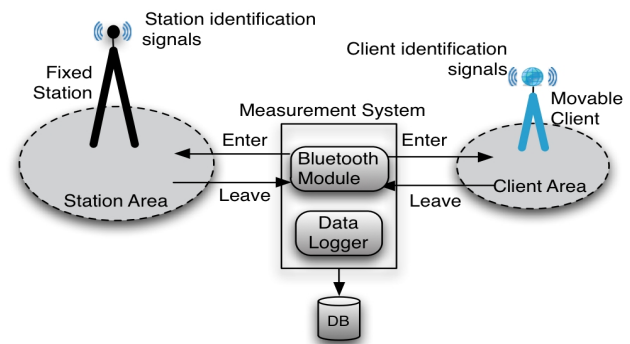 Station identification
signals
Client identification
signals
Fixed
Station
Movable
Client
Measurement System
Enter
Enter
Bluetooth
Module
Station Area
Leave
Leave
Client Area
Data
Logger
DB